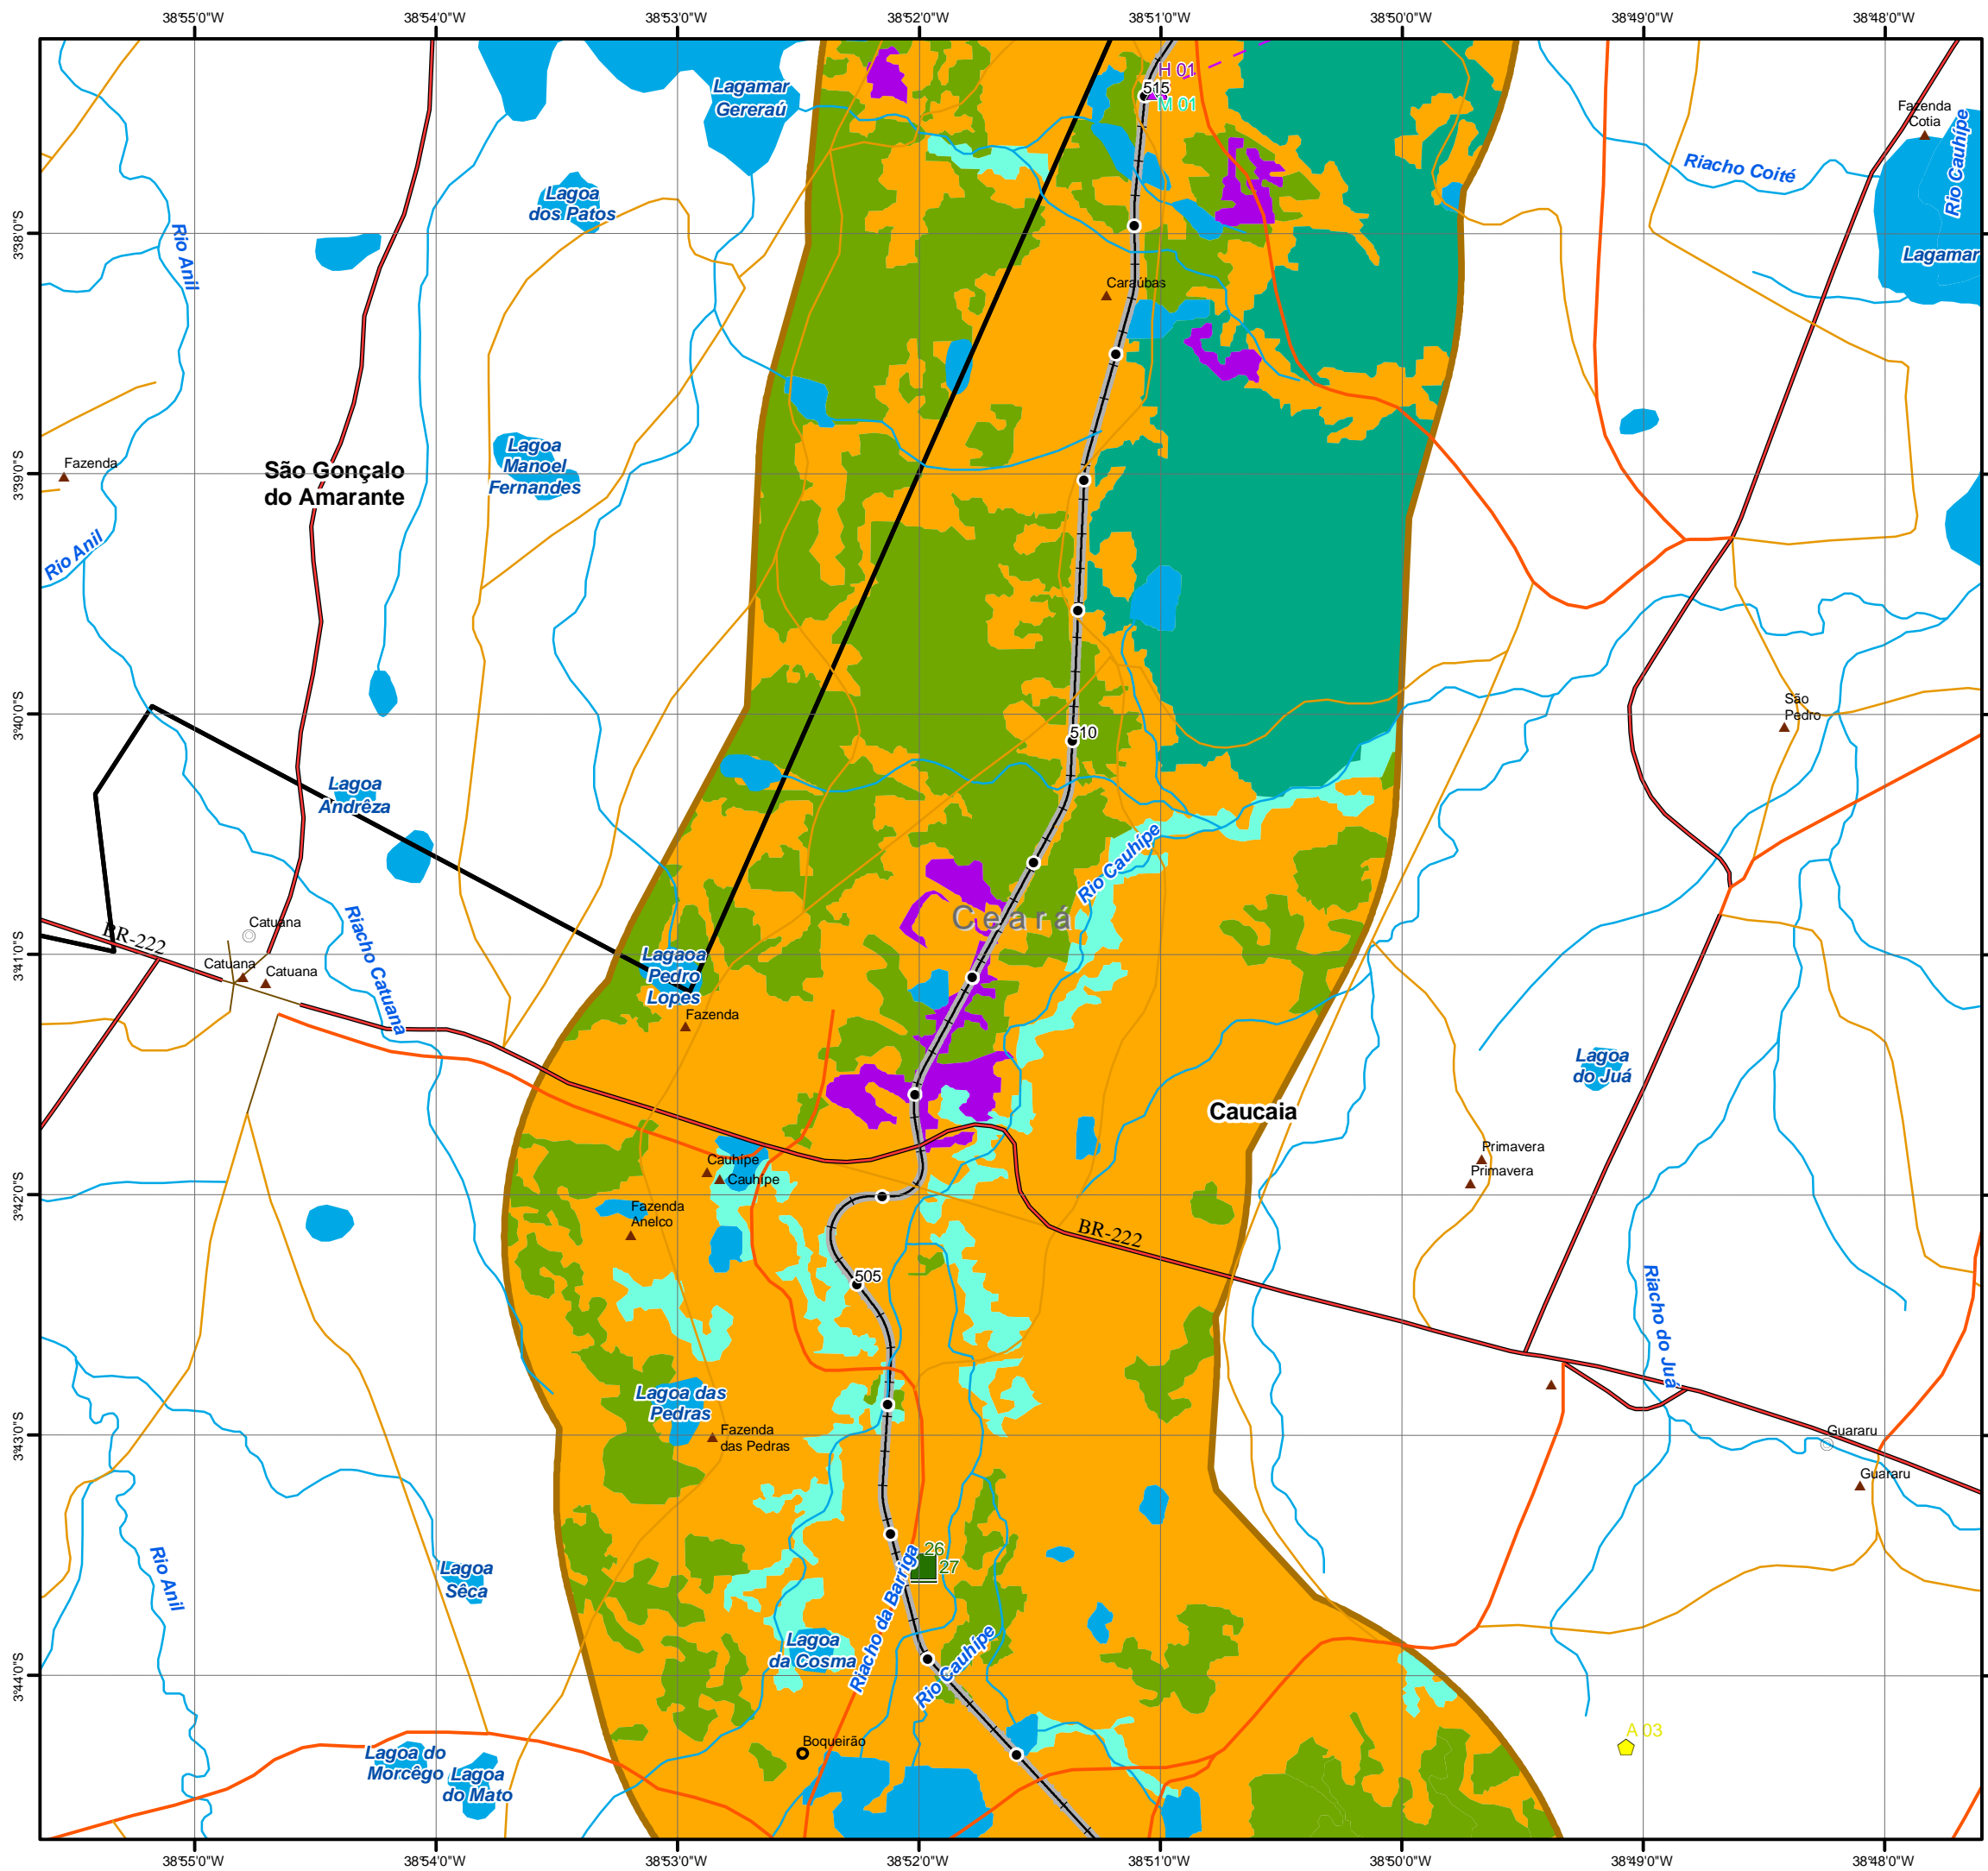 38°55'0"W
38°54'0"W
38°53'0"W
38°52'0"W
38°51'0"W
38°50'0"W
38°49'0"W
38°48'0"W
Lagamar
Gereraú
H 01
515
M 01
Fazenda
Cotia
Rio Cauhípe
Riacho Coité
Lagoa
dos Patos
3°38'0"S
Rio Anil
Lagamar
Caraúbas
Lagoa
Manoel
Fernandes
São Gonçalo
do Amarante
Fazenda
3°39'0"S
Rio Anil
3°40'0"S
São
Pedro
510
Lagoa
Andrêza
Rio Cauhípe
Ceará
BR-222
Catuana
Riacho Catuana
3°41'0"S
Catuana
Catuana
Lagaoa
Pedro
Lopes
Fazenda
Lagoa
do Juá
Caucaia
Primavera
Primavera
Cauhípe
Cauhípe
3°42'0"S
Fazenda
Anelco
BR-222
505
Riacho do Juá
Lagoa das
Pedras
Fazenda
das Pedras
3°43'0"S
Guararu
Guararu
26
27
Rio Anil
Lagoa
Sêca
Riacho da Barriga
Lagoa
da Cosma
Rio Cauhípe
3°44'0"S
A 03
Boqueirão
Lagoa do
Morcêgo
Lagoa
do Mato
38°55'0"W
38°54'0"W
38°53'0"W
38°52'0"W
38°51'0"W
38°50'0"W
38°49'0"W
38°48'0"W